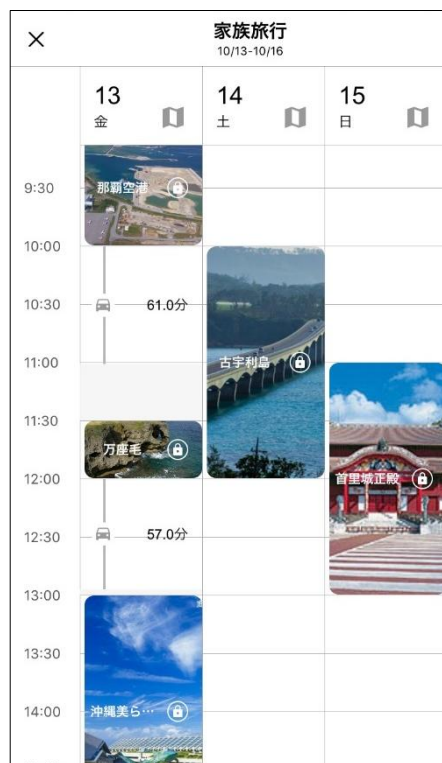 家族旅行
10/13-10/16
13
金
14
土
15
日
9:30
那覇空港
10:00
10:30
61.0分
11:00
古宇利島
11:30
万座毛
首里城正殿
12:00
12:30
57.0分
13:00
13:30
沖縄美ら…
14:00